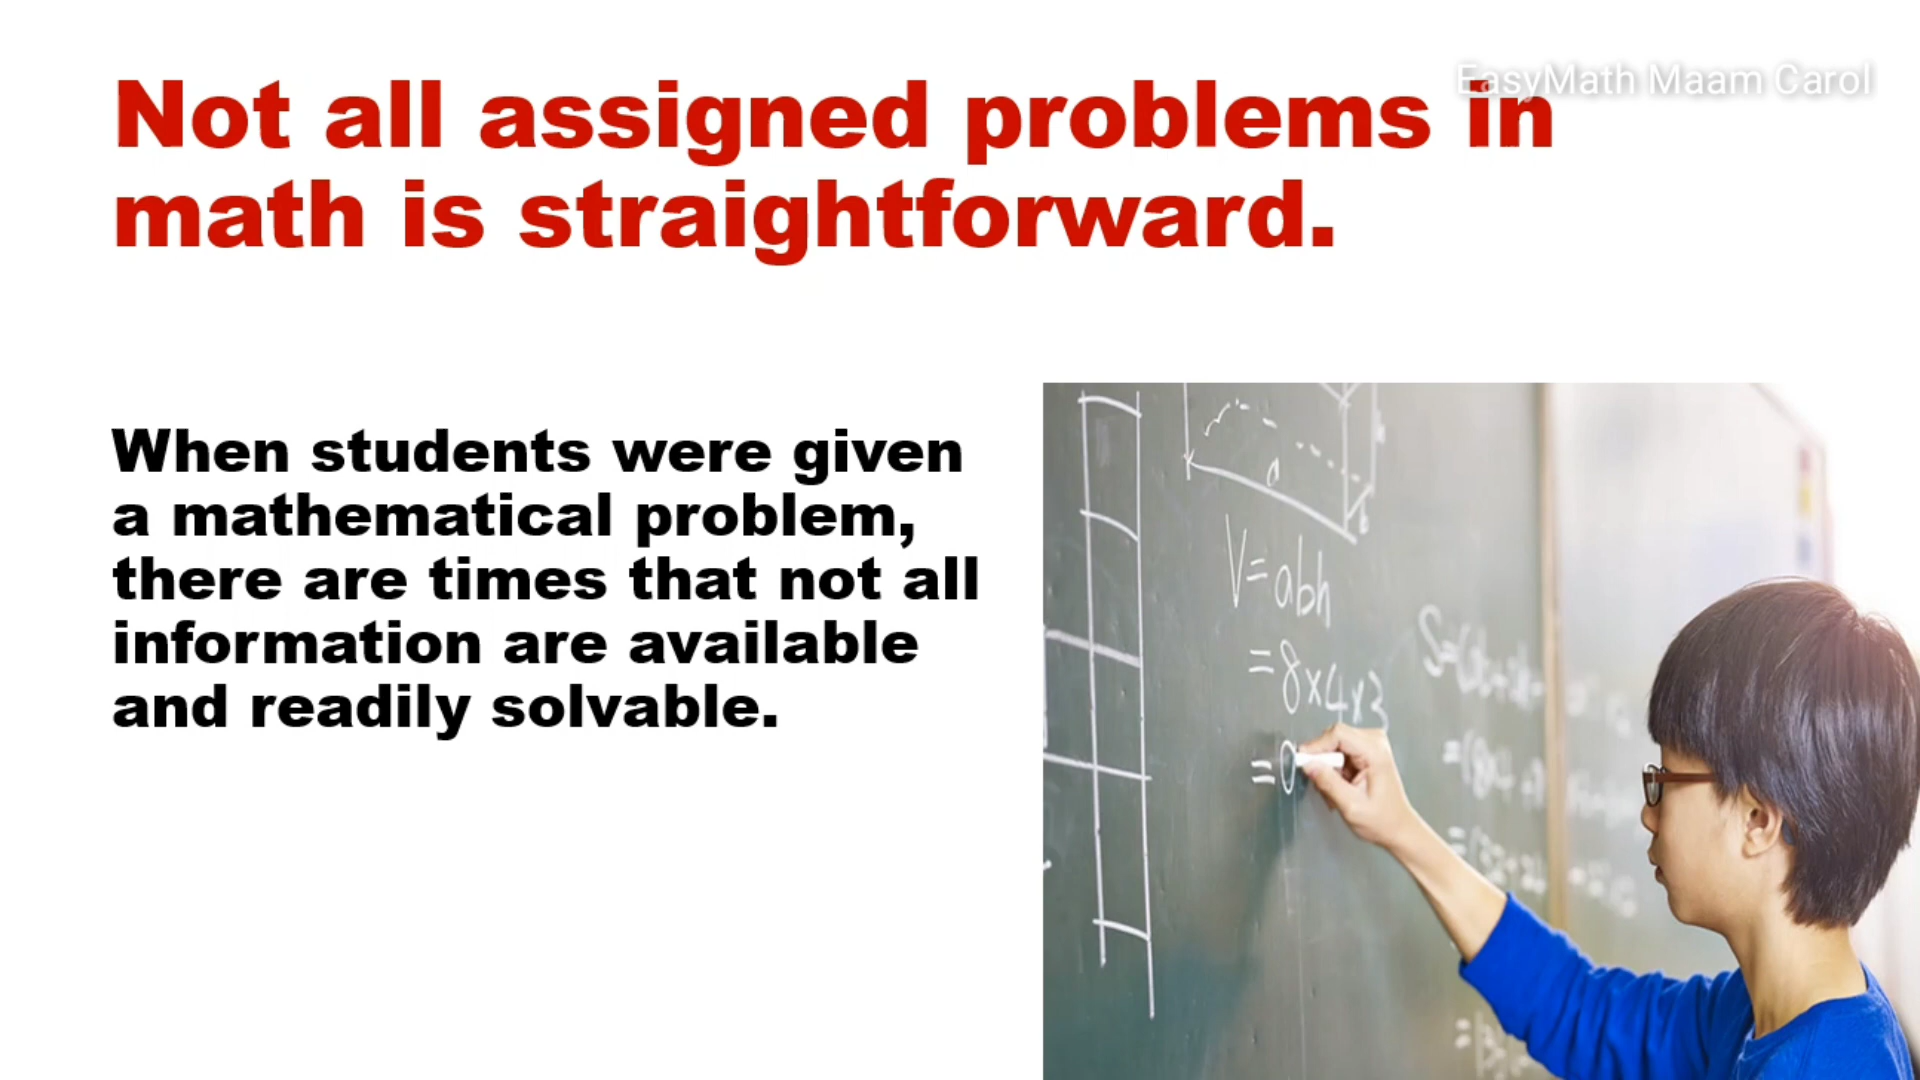 EasyMath Maam Carol
Not all assigned problems in
math is straightforward.
When students were given
a mathematical problem,
there are times that not all
information are available
and readily solvable.
a
V=abh
=8x4x3